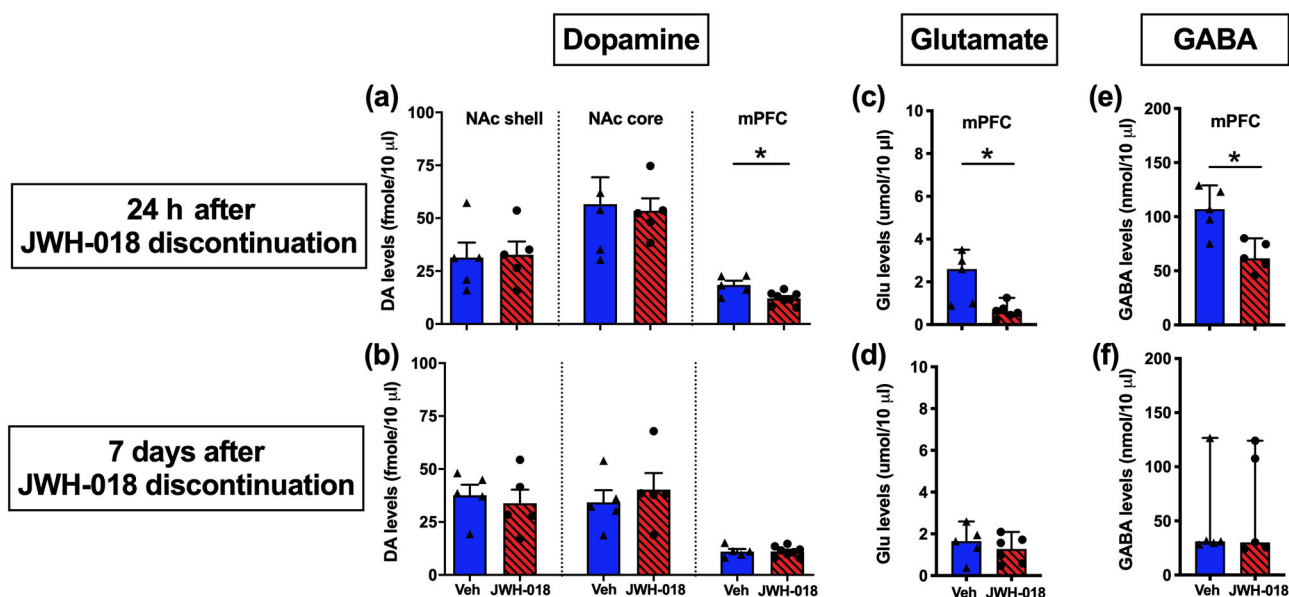 Dopamine
Glutamate
GABA
24 h after
JWH-018 discontinuation
(a)
DA levels (fmole/10 µl)
100
75
50
25
0
NAc shell
NAc core
mPFC
*
(c)
Glu levels (umol/10 µl)
10
8
6
4
2
0
mPFC
*
(e)
GABA levels (nmol/10 µl)
200
150
100
50
0
mPFC
*
7 days after
JWH-018 discontinuation
(b)
DA levels (fmole/10 µl)
100
75
50
25
0
Veh JWH-018
Veh JWH-018
Veh JWH-018
(d)
Glu levels (umol/10 µl)
10
8
6
4
2
0
Veh JWH-018
(f)
GABA levels (nmol/10 µl)
200
150
100
50
0
Veh JWH-018